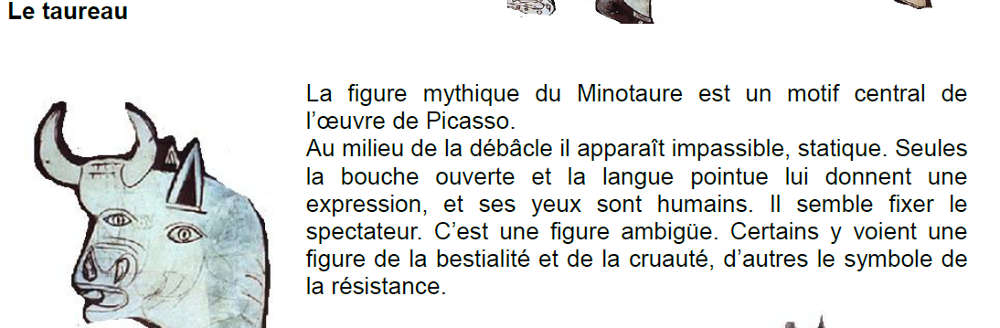 Le taureau
La figure mythique du Minotaure est un motif central de
l’œuvre de Picasso.
Au milieu de la débâcle il apparaît impassible, statique. Seules
la bouche ouverte et la langue pointue lui donnent une
expression, et ses yeux sont humains. Il semble fixer le
spectateur. C’est une figure ambigüe. Certains y voient une
figure de la bestialité et de la cruauté, d’autres le symbole de
la résistance.